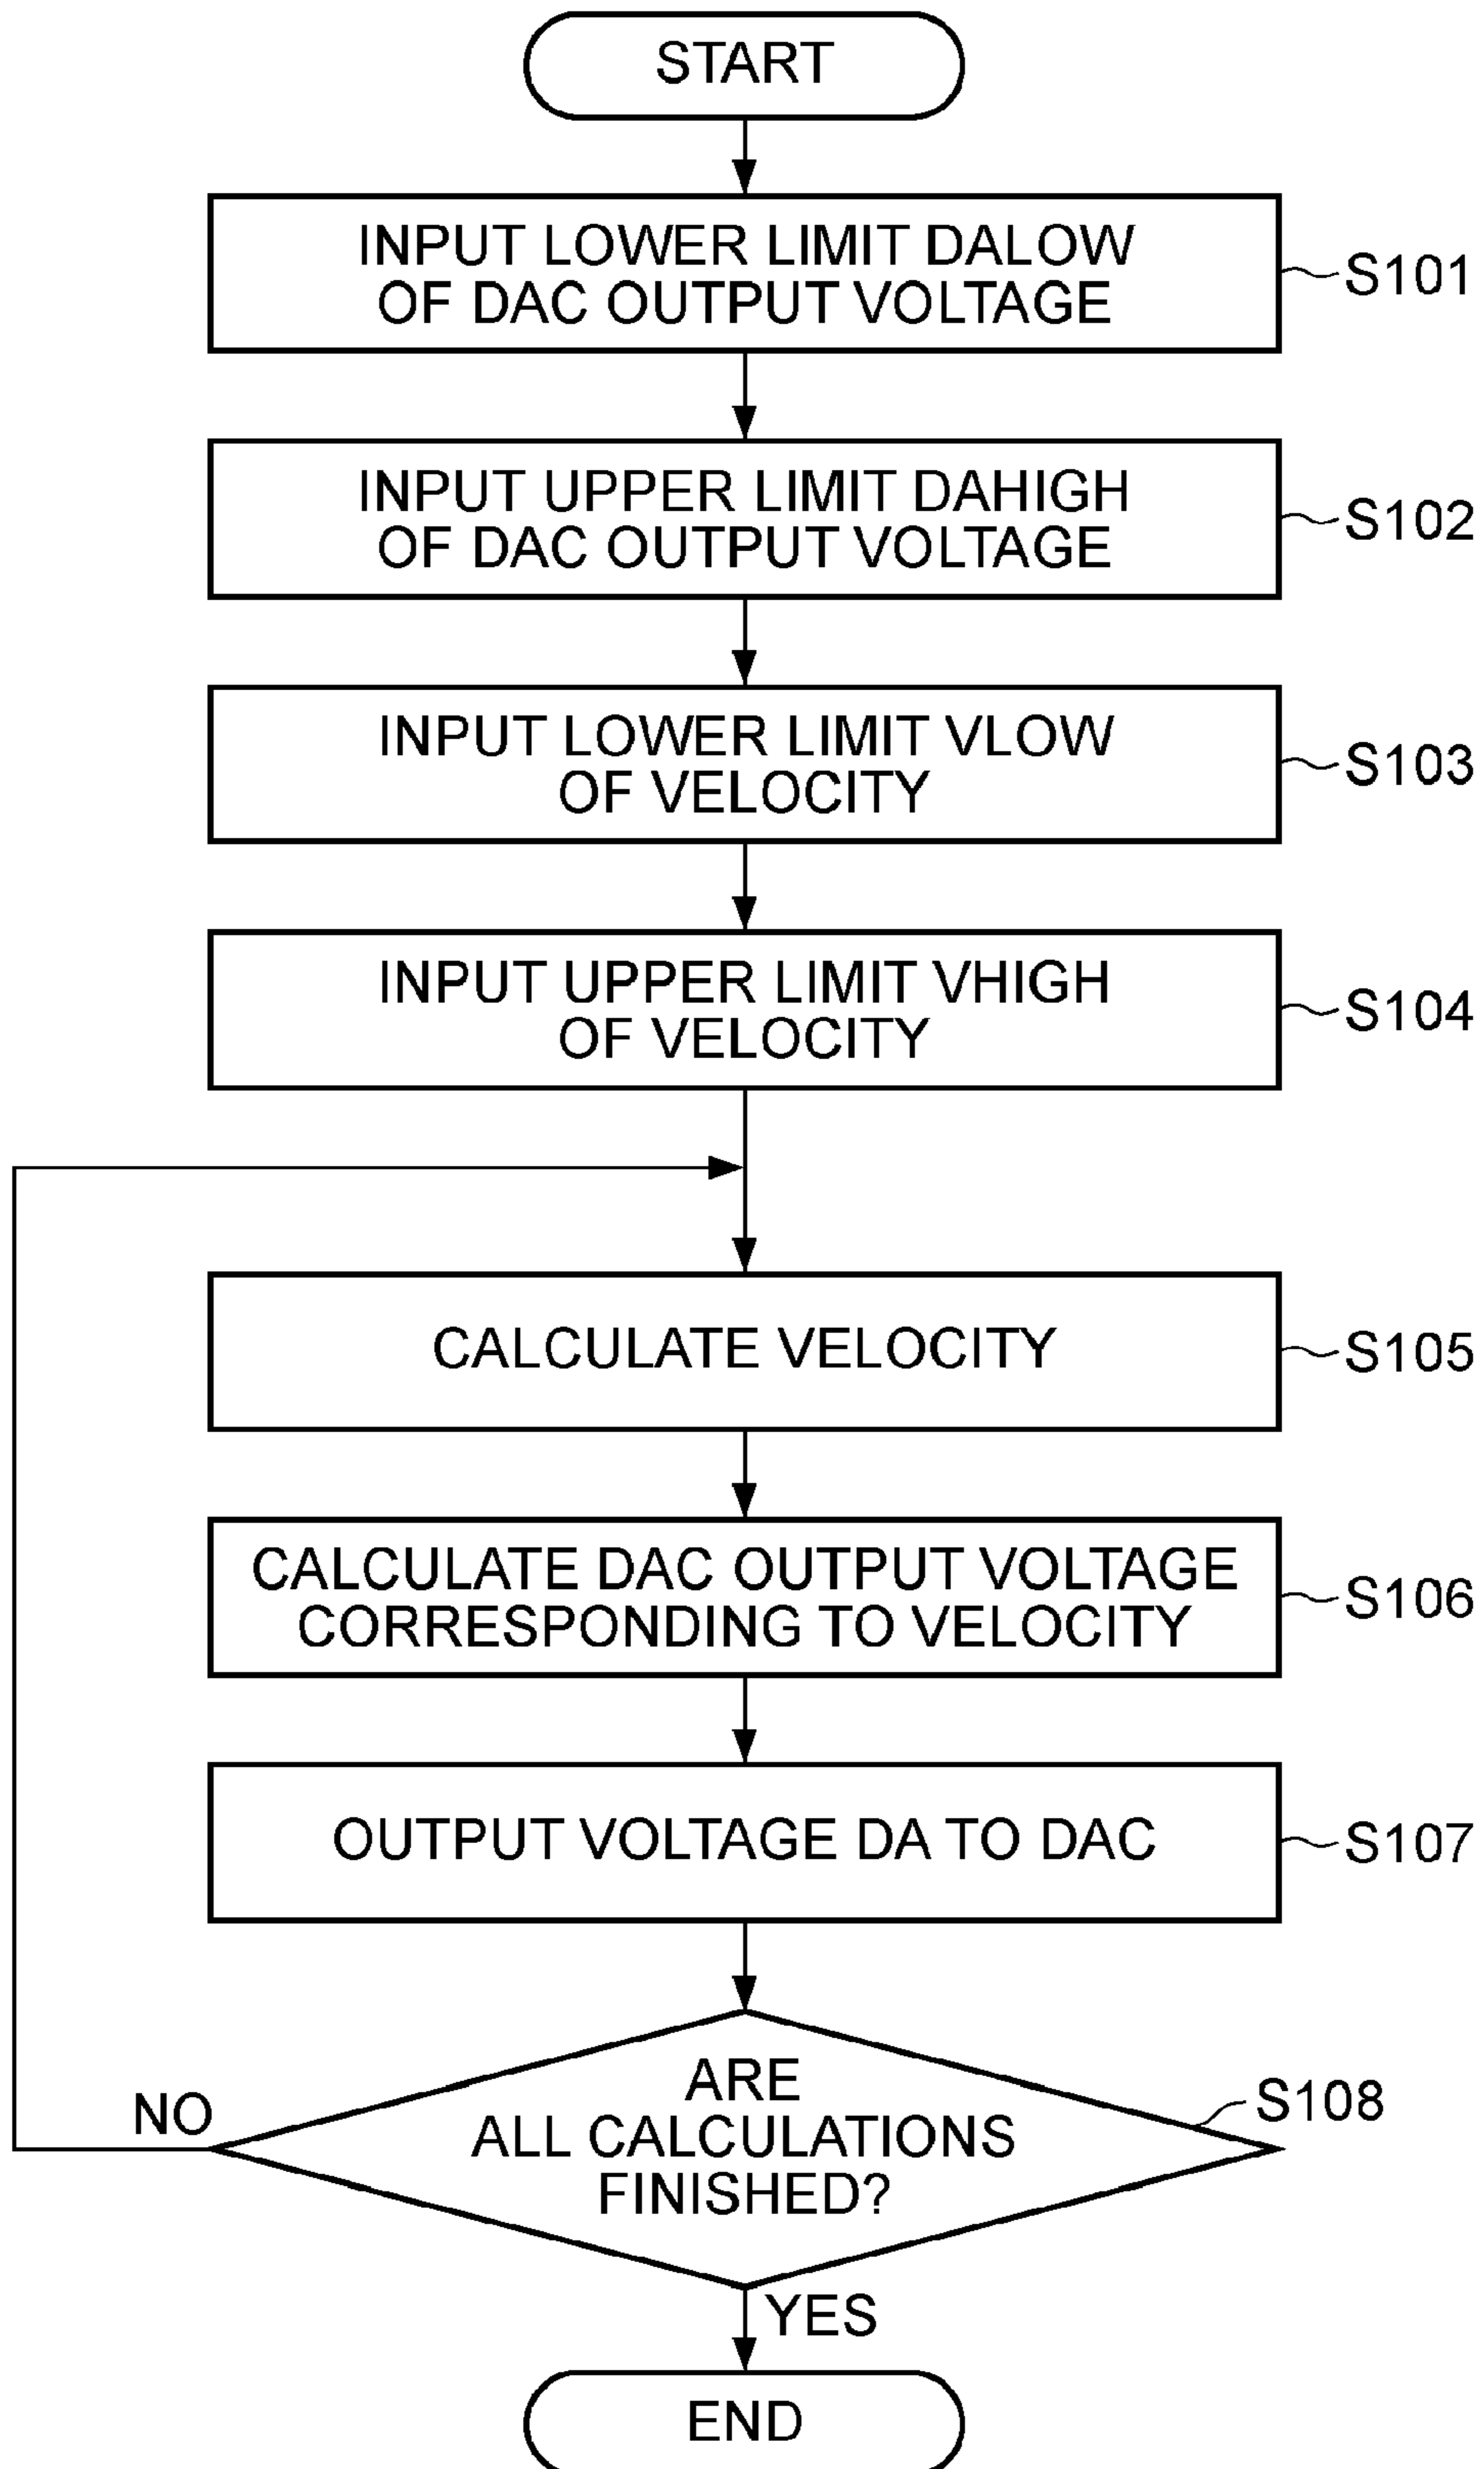 START
INPUT LOWER LIMIT DALOW
OF DAC OUTPUT VOLTAGE
S101
INPUT UPPER LIMIT DAHIGH
OF DAC OUTPUT VOLTAGE
S102
INPUT LOWER LIMIT VLOW
OF VELOCITY
S103
INPUT UPPER LIMIT VHIGH
OF VELOCITY
S104
CALCULATE VELOCITY
S105
CALCULATE DAC OUTPUT VOLTAGE
CORRESPONDING TO VELOCITY
S106
OUTPUT VOLTAGE DA TO DAC
S107
ARE
ALL CALCULATIONS
FINISHED?
S108
NO
YES
END